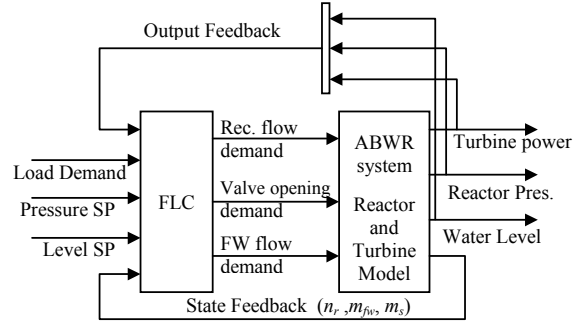 Output Feedback
Load Demand
Pressure SP
Level SP
FLC
Rec. flow
demand
Valve opening
demand
FW flow
demand
ABWR
system
Reactor
and
Turbine
Model
Turbine power
Reactor Pres.
Water Level
State Feedback (n_r ,m_fw, m_s)